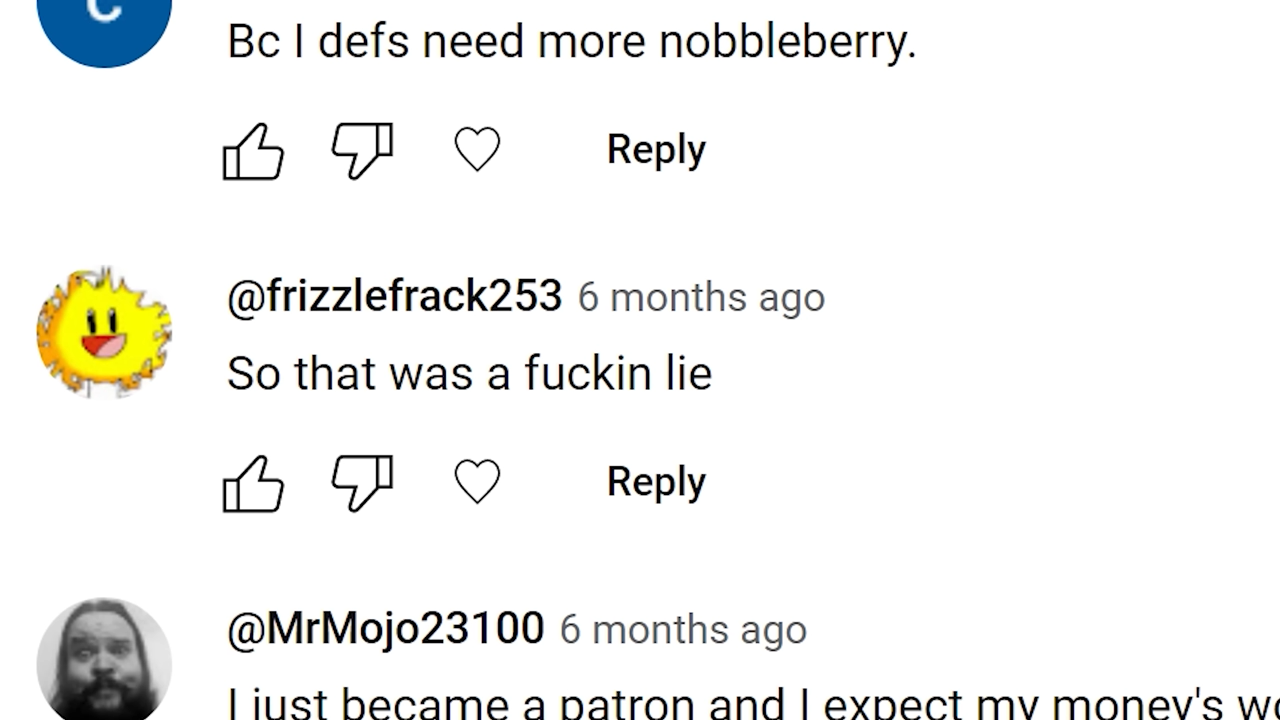 C
Bc I defs need more nobbleberry.
Reply
@frizzlefrack253 6 months ago
So that was a fuckin lie
Reply
@MrMojo23100 6 months ago
I just became a patron and I expect my money's